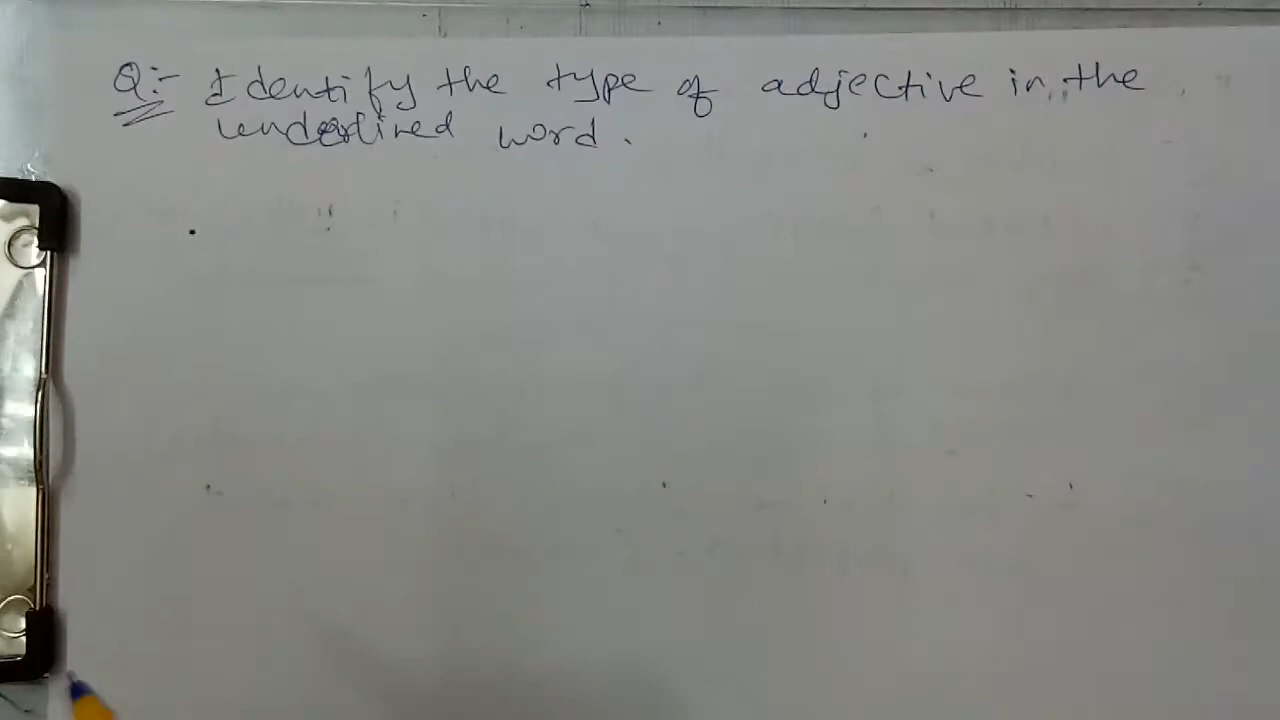 Q:- Identify the type of adjective in the
underlined word.